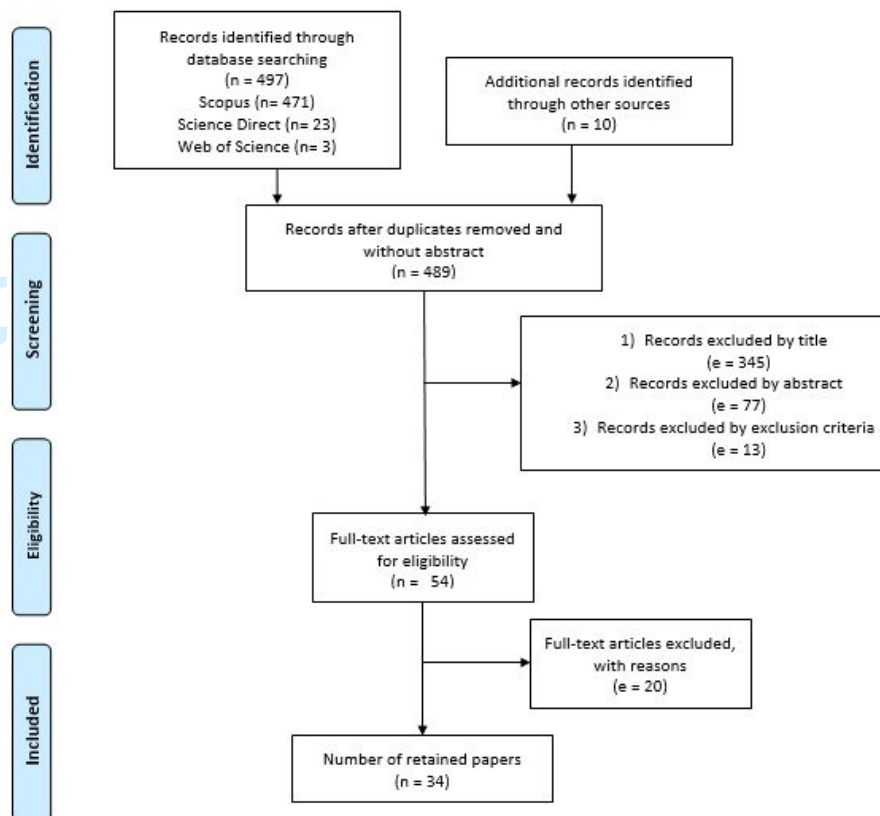 Identification
Records identified through
database searching
(n = 497)
Scopus (n= 471)
Science Direct (n= 23)
Web of Science (n= 3)
Additional records identified
through other sources
(n = 10)
Screening
Records after duplicates removed and
without abstract
(n = 489)
1) Records excluded by title
(e = 345)
2) Records excluded by abstract
(e = 77)
3) Records excluded by exclusion criteria
(e = 13)
Eligibility
Full-text articles assessed
for eligibility
(n = 54)
Full-text articles excluded,
with reasons
(e = 20)
Included
Number of retained papers
(n = 34)